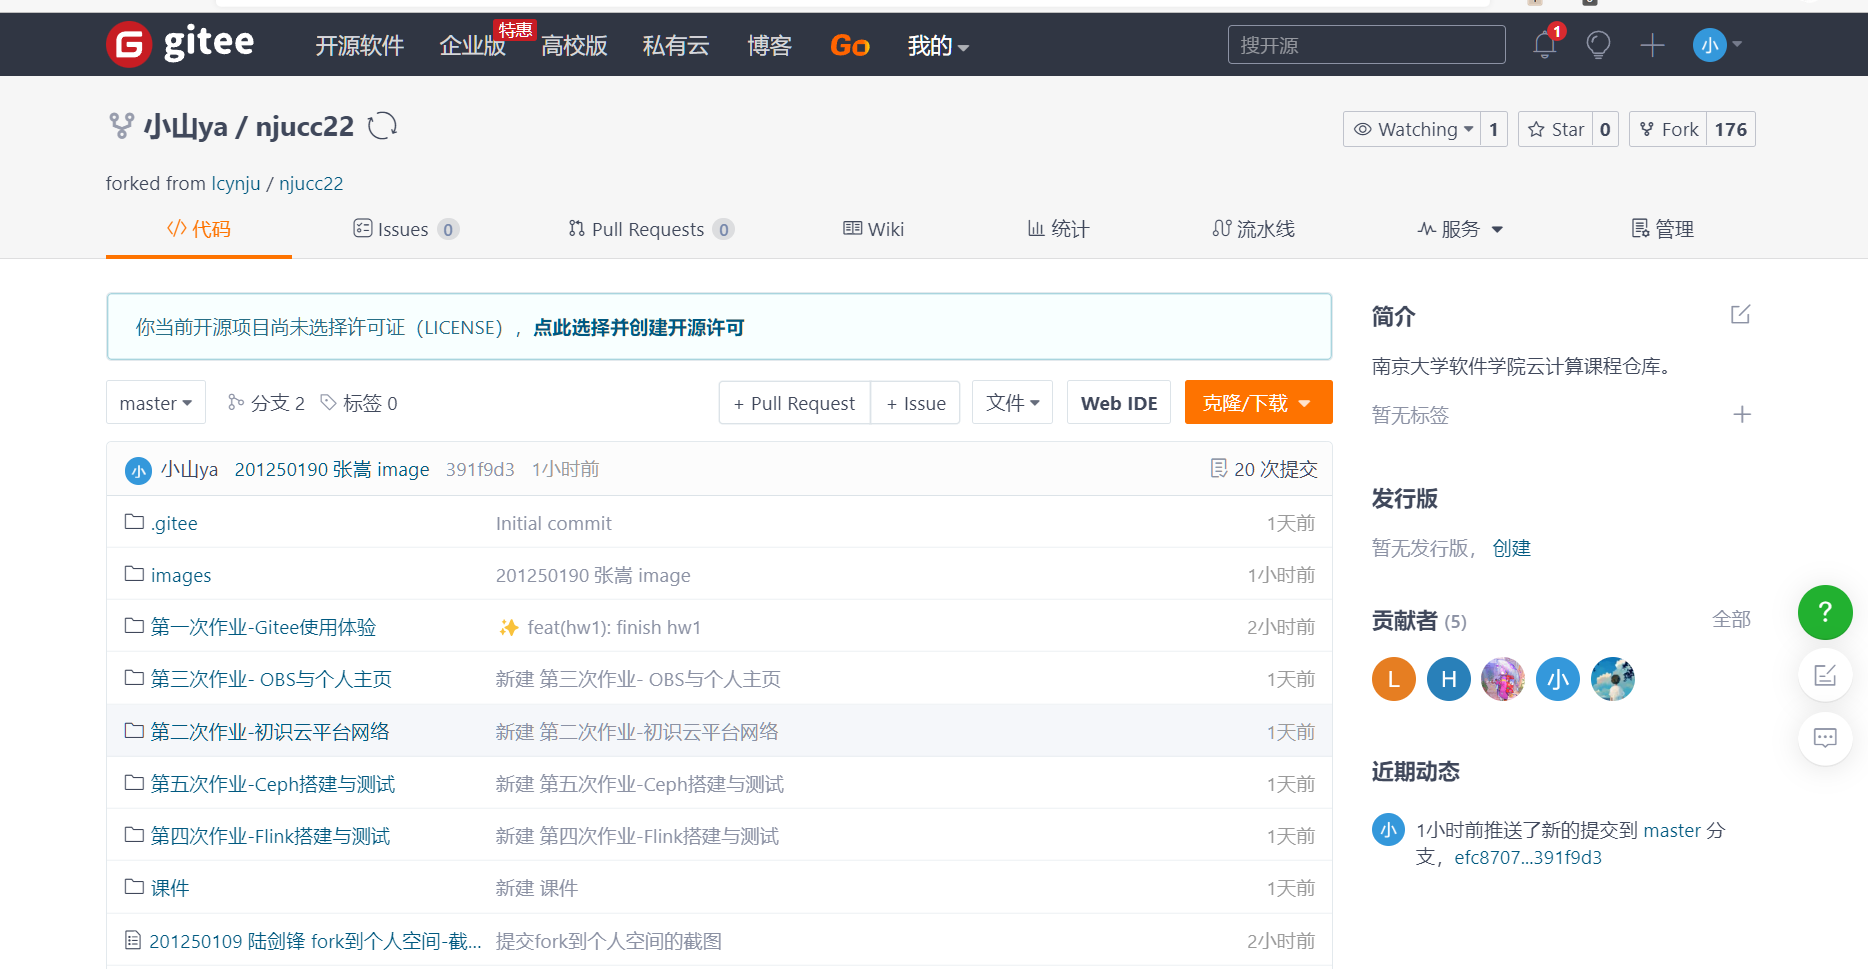 gitee 开源软件 企业版 特惠 高校版 私有云 博客 Go 我的 搜开源 1 小
小山ya / njucc22 Watching 1 Star 0 Fork 176
forked from lcynju / njucc22
代码 Issues 0 Pull Requests 0 Wiki 统计 流水线 服务 管理
你当前开源项目尚未选择许可证（LICENSE），点此选择并创建开源许可
master 分支 2 标签 0 + Pull Request + Issue 文件 Web IDE 克隆/下载
小 小山ya 201250190 张嵩 image 391f9d3 1小时前 20 次提交
.gitee Initial commit 1天前
images 201250190 张嵩 image 1小时前
第一次作业-Gitee使用体验 ✨ feat(hw1): finish hw1 2小时前
第三次作业- OBS与个人主页 新建 第三次作业- OBS与个人主页 1天前
第二次作业-初识云平台网络 新建 第二次作业-初识云平台网络 1天前
第五次作业-Ceph搭建与测试 新建 第五次作业-Ceph搭建与测试 1天前
第四次作业-Flink搭建与测试 新建 第四次作业-Flink搭建与测试 1天前
课件 新建 课件 1天前
201250109 陆剑锋 fork到个人空间-截... 提交fork到个人空间的截图 2小时前
简介
南京大学软件学院云计算课程仓库。
暂无标签
发行版
暂无发行版， 创建
贡献者 (5) 全部
L H 小
近期动态
小 1小时前推送了新的提交到 master 分
支，efc8707...391f9d3
?